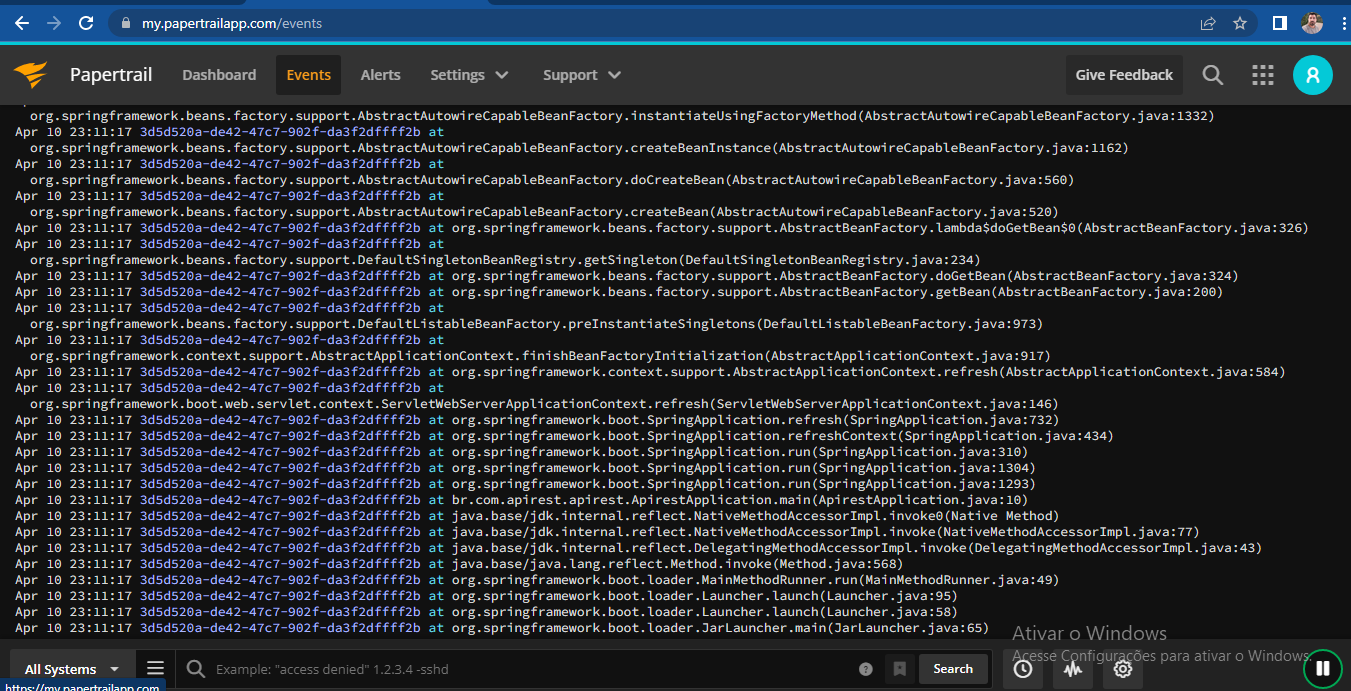 my.papertrailapp.com/events
Papertrail Dashboard Events Alerts Settings Support Give Feedback
org.springframework.beans.factory.support.AbstractAutowireCapableBeanFactory.instantiateUsingFactoryMethod(AbstractAutowireCapableBeanFactory.java:1332)
Apr 10 23:11:17 3d5d520a-de42-47c7-902f-da3f2dffff2b at
org.springframework.beans.factory.support.AbstractAutowireCapableBeanFactory.createBeanInstance(AbstractAutowireCapableBeanFactory.java:1162)
Apr 10 23:11:17 3d5d520a-de42-47c7-902f-da3f2dffff2b at
org.springframework.beans.factory.support.AbstractAutowireCapableBeanFactory.doCreateBean(AbstractAutowireCapableBeanFactory.java:560)
Apr 10 23:11:17 3d5d520a-de42-47c7-902f-da3f2dffff2b at
org.springframework.beans.factory.support.AbstractAutowireCapableBeanFactory.createBean(AbstractAutowireCapableBeanFactory.java:520)
Apr 10 23:11:17 3d5d520a-de42-47c7-902f-da3f2dffff2b at org.springframework.beans.factory.support.AbstractBeanFactory.lambda$doGetBean$0(AbstractBeanFactory.java:326)
Apr 10 23:11:17 3d5d520a-de42-47c7-902f-da3f2dffff2b at
org.springframework.beans.factory.support.DefaultSingletonBeanRegistry.getSingleton(DefaultSingletonBeanRegistry.java:234)
Apr 10 23:11:17 3d5d520a-de42-47c7-902f-da3f2dffff2b at org.springframework.beans.factory.support.AbstractBeanFactory.doGetBean(AbstractBeanFactory.java:324)
Apr 10 23:11:17 3d5d520a-de42-47c7-902f-da3f2dffff2b at org.springframework.beans.factory.support.AbstractBeanFactory.getBean(AbstractBeanFactory.java:200)
Apr 10 23:11:17 3d5d520a-de42-47c7-902f-da3f2dffff2b at
org.springframework.beans.factory.support.DefaultListableBeanFactory.preInstantiateSingletons(DefaultListableBeanFactory.java:973)
Apr 10 23:11:17 3d5d520a-de42-47c7-902f-da3f2dffff2b at
org.springframework.context.support.AbstractApplicationContext.finishBeanFactoryInitialization(AbstractApplicationContext.java:917)
Apr 10 23:11:17 3d5d520a-de42-47c7-902f-da3f2dffff2b at org.springframework.context.support.AbstractApplicationContext.refresh(AbstractApplicationContext.java:584)
Apr 10 23:11:17 3d5d520a-de42-47c7-902f-da3f2dffff2b at
org.springframework.boot.web.servlet.context.ServletWebServerApplicationContext.refresh(ServletWebServerApplicationContext.java:146)
Apr 10 23:11:17 3d5d520a-de42-47c7-902f-da3f2dffff2b at org.springframework.boot.SpringApplication.refresh(SpringApplication.java:732)
Apr 10 23:11:17 3d5d520a-de42-47c7-902f-da3f2dffff2b at org.springframework.boot.SpringApplication.refreshContext(SpringApplication.java:434)
Apr 10 23:11:17 3d5d520a-de42-47c7-902f-da3f2dffff2b at org.springframework.boot.SpringApplication.run(SpringApplication.java:310)
Apr 10 23:11:17 3d5d520a-de42-47c7-902f-da3f2dffff2b at org.springframework.boot.SpringApplication.run(SpringApplication.java:1304)
Apr 10 23:11:17 3d5d520a-de42-47c7-902f-da3f2dffff2b at org.springframework.boot.SpringApplication.run(SpringApplication.java:1293)
Apr 10 23:11:17 3d5d520a-de42-47c7-902f-da3f2dffff2b at br.com.apirest.apirest.ApirestApplication.main(ApirestApplication.java:10)
Apr 10 23:11:17 3d5d520a-de42-47c7-902f-da3f2dffff2b at java.base/jdk.internal.reflect.NativeMethodAccessorImpl.invoke0(Native Method)
Apr 10 23:11:17 3d5d520a-de42-47c7-902f-da3f2dffff2b at java.base/jdk.internal.reflect.NativeMethodAccessorImpl.invoke(NativeMethodAccessorImpl.java:77)
Apr 10 23:11:17 3d5d520a-de42-47c7-902f-da3f2dffff2b at java.base/jdk.internal.reflect.DelegatingMethodAccessorImpl.invoke(DelegatingMethodAccessorImpl.java:43)
Apr 10 23:11:17 3d5d520a-de42-47c7-902f-da3f2dffff2b at java.base/java.lang.reflect.Method.invoke(Method.java:568)
Apr 10 23:11:17 3d5d520a-de42-47c7-902f-da3f2dffff2b at org.springframework.boot.loader.MainMethodRunner.run(MainMethodRunner.java:49)
Apr 10 23:11:17 3d5d520a-de42-47c7-902f-da3f2dffff2b at org.springframework.boot.loader.Launcher.launch(Launcher.java:95)
Apr 10 23:11:17 3d5d520a-de42-47c7-902f-da3f2dffff2b at org.springframework.boot.loader.Launcher.launch(Launcher.java:58)
Apr 10 23:11:17 3d5d520a-de42-47c7-902f-da3f2dffff2b at org.springframework.boot.loader.JarLauncher.main(JarLauncher.java:65)
Ativar o Windows
Acesse Configurações para ativar o Windows.
All Systems Example: "access denied" 1.2.3.4 -sshd Search
https://my.papertrailapp.com